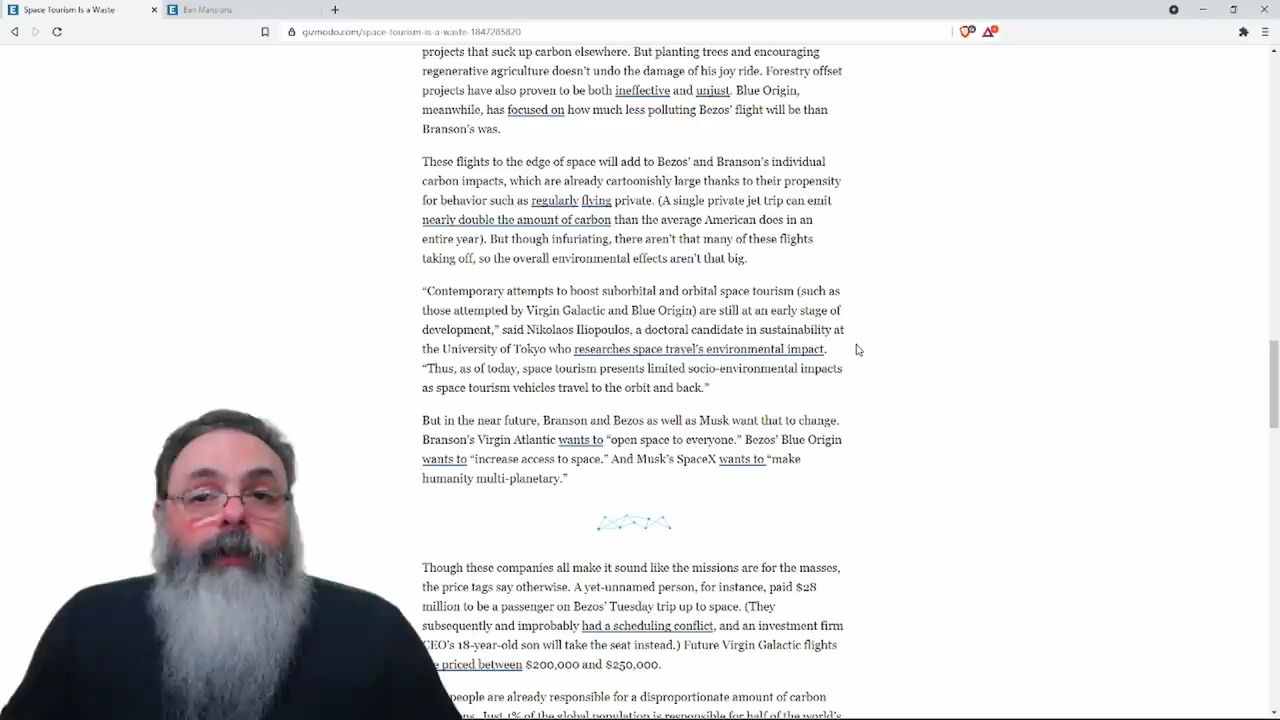 Space Tourism Is a Waste
Ban Mansions
gizmodo.com/space-tourism-is-a-waste-1847285820
projects that suck up carbon elsewhere. But planting trees and encouraging
regenerative agriculture doesn't undo the damage of his joy ride. Forestry offset
projects have also proven to be both ineffective and unjust. Blue Origin,
meanwhile, has focused on how much less polluting Bezos' flight will be than
Branson's was.
These flights to the edge of space will add to Bezos' and Branson's individual
carbon impacts, which are already cartoonishly large thanks to their propensity
for behavior such as regularly flying private. (A single private jet trip can emit
nearly double the amount of carbon than the average American does in an
entire year). But though infuriating, there aren't that many of these flights
taking off, so the overall environmental effects aren't that big.
“Contemporary attempts to boost suborbital and orbital space tourism (such as
those attempted by Virgin Galactic and Blue Origin) are still at an early stage of
development,” said Nikolaos Iliopoulos, a doctoral candidate in sustainability at
the University of Tokyo who researches space travel's environmental impact.
“Thus, as of today, space tourism presents limited socio-environmental impacts
as space tourism vehicles travel to the orbit and back.”
But in the near future, Branson and Bezos as well as Musk want that to change.
Branson's Virgin Atlantic wants to “open space to everyone.” Bezos' Blue Origin
wants to “increase access to space.” And Musk's SpaceX wants to “make
humanity multi-planetary.”
Though these companies all make it sound like the missions are for the masses,
the price tags say otherwise. A yet-unnamed person, for instance, paid $28
million to be a passenger on Bezos' Tuesday trip up to space. (They
subsequently and improbably had a scheduling conflict, and an investment firm
CEO's 18-year-old son will take the seat instead.) Future Virgin Galactic flights
priced between $200,000 and $250,000.
people are already responsible for a disproportionate amount of carbon
Just 1% of the global population is responsible for half of the world's